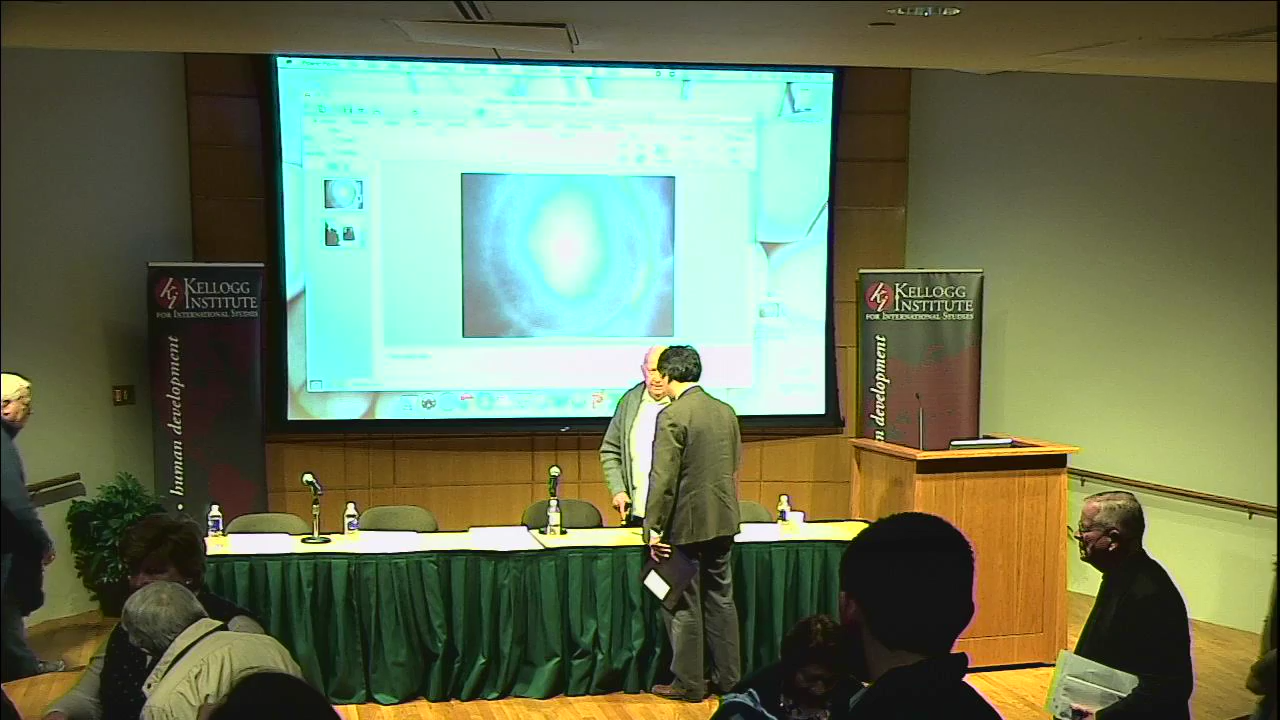 KELLOGG
INSTITUTE
FOR INTERNATIONAL STUDIES
human development
KELLOGG
INSTITUTE
FOR INTERNATIONAL STUDIES
development